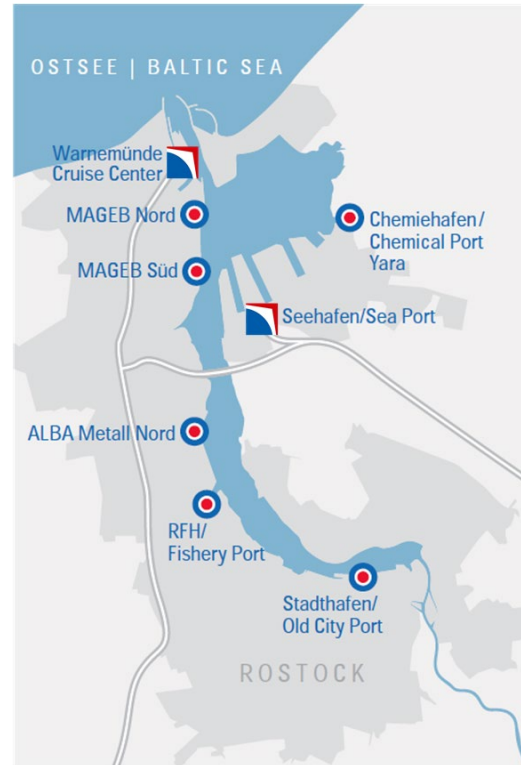 OSTSEE | BALTIC SEA
Warnemünde
Cruise Center
MAGEB Nord
Chemiehafen/
Chemical Port
Yara
MAGEB Süd
Seehafen/Sea Port
ALBA Metall Nord
RFH/
Fishery Port
Stadthafen/
Old City Port
ROSTOCK